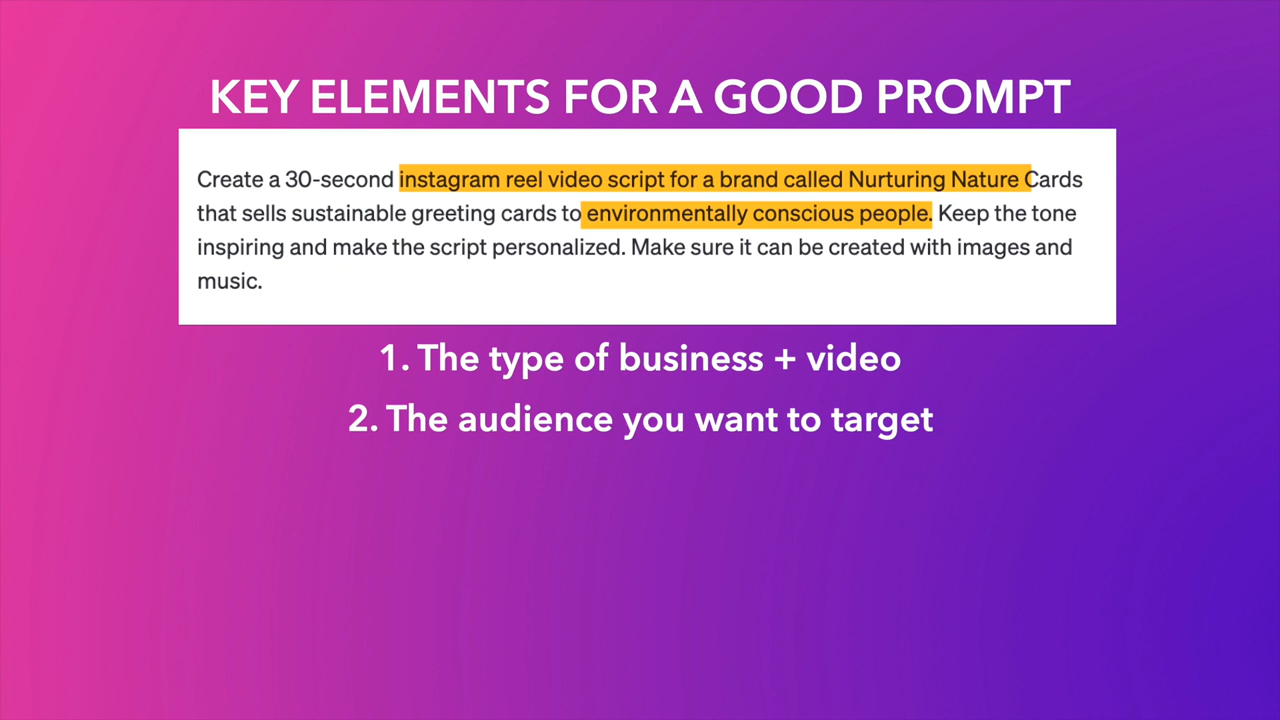 KEY ELEMENTS FOR A GOOD PROMPT
Create a 30-second instagram reel video script for a brand called Nurturing Nature Cards
that sells sustainable greeting cards to environmentally conscious people. Keep the tone
inspiring and make the script personalized. Make sure it can be created with images and
music.
1. The type of business + video
2. The audience you want to target